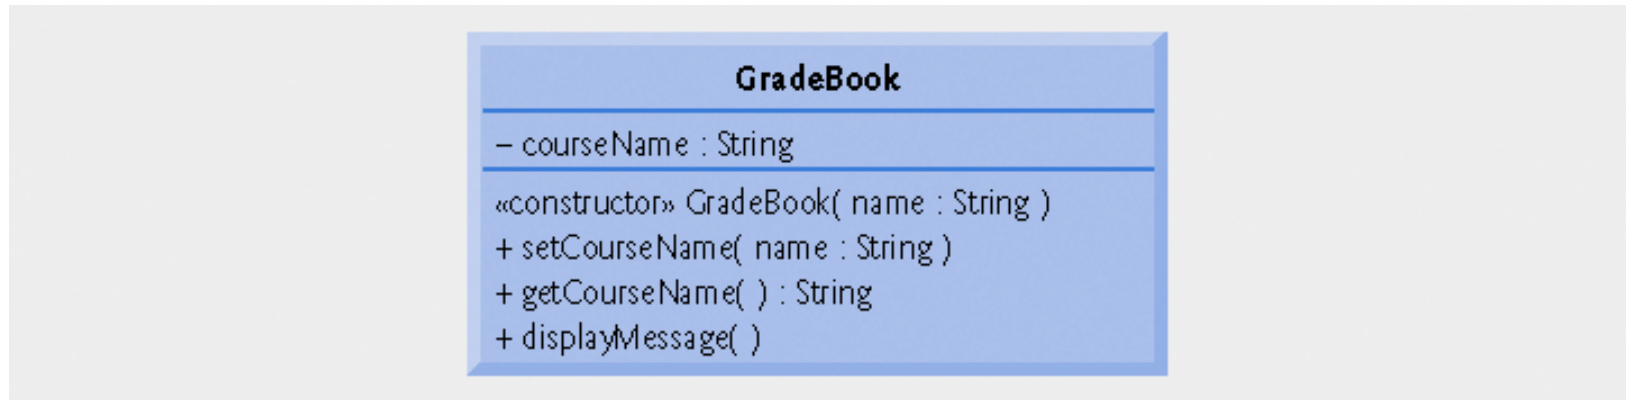 GradeBook
– courseName : String
«constructor» GradeBook( name : String )
+ setCourseName( name : String )
+ getCourseName( ) : String
+ displayMessage( )